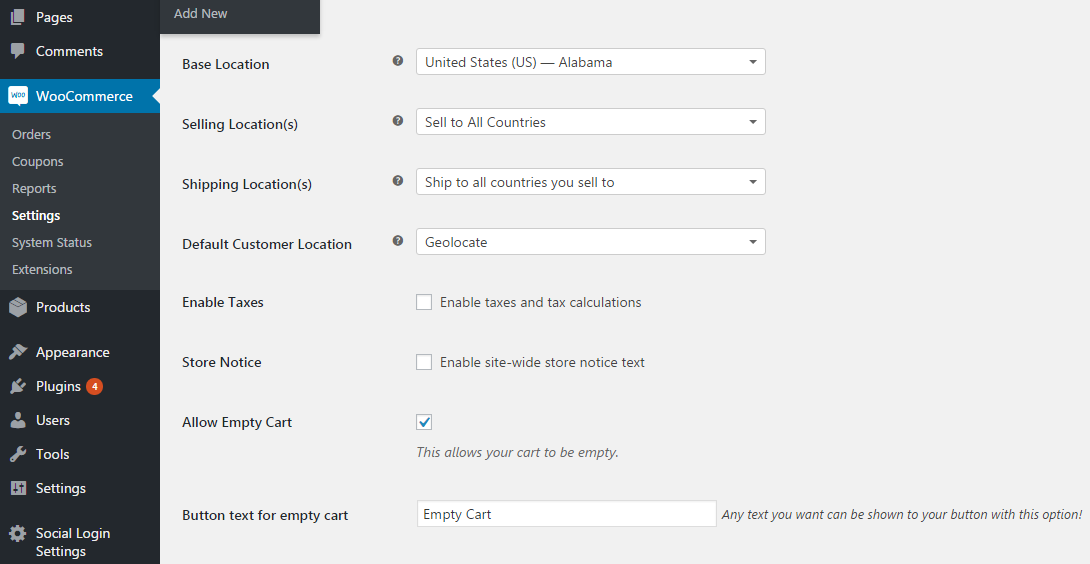 Pages
Comments
WOO
WooCommerce
Orders
Coupons
Reports
Settings
System Status
Extensions
Products
Appearance
Plugins 4
Users
Tools
Settings
Social Login
Settings
Add New
Base Location ? United States (US) — Alabama
Selling Location(s) ? Sell to All Countries
Shipping Location(s) ? Ship to all countries you sell to
Default Customer Location ? Geolocate
Enable Taxes Enable taxes and tax calculations
Store Notice Enable site-wide store notice text
Allow Empty Cart
This allows your cart to be empty.
Button text for empty cart Empty Cart Any text you want can be shown to your button with this option!